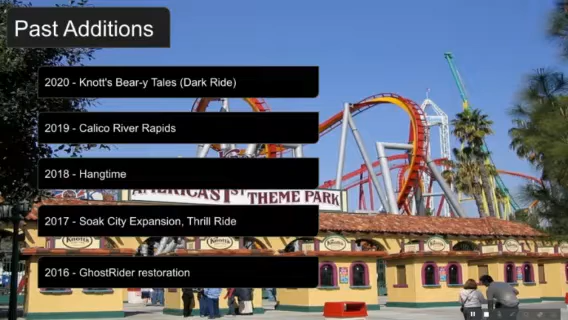 Past Additions
2020 - Knott's Bear-y Tales (Dark Ride)
2019 - Calico River Rapids
2018 - Hangtime
AMERICA'S 1ST THEME PARK
2017 - Soak City Expansion, Thrill Ride
2016 - GhostRider restoration